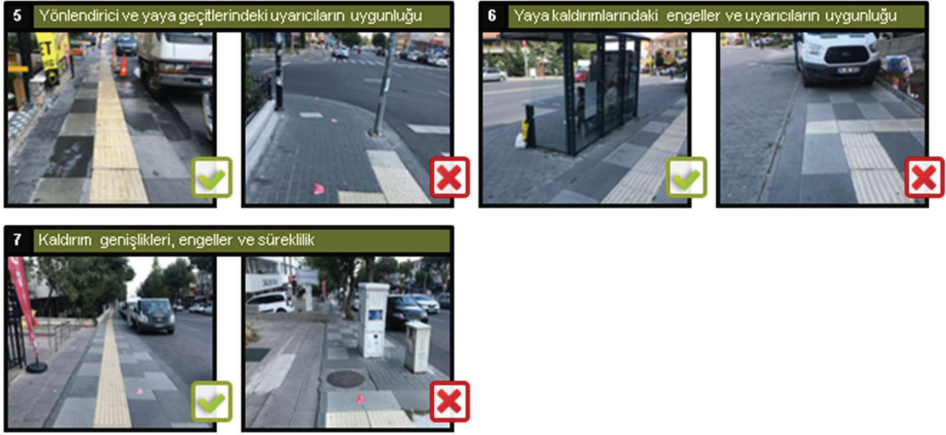 5 Yönlendirici ve yaya geçitlerindeki uyarıcıların uygunluğu
6 Yaya kaldırımlarındaki engeller ve uyarıcıların uygunluğu
7 Kaldırım genişlikleri, engeller ve süreklilik